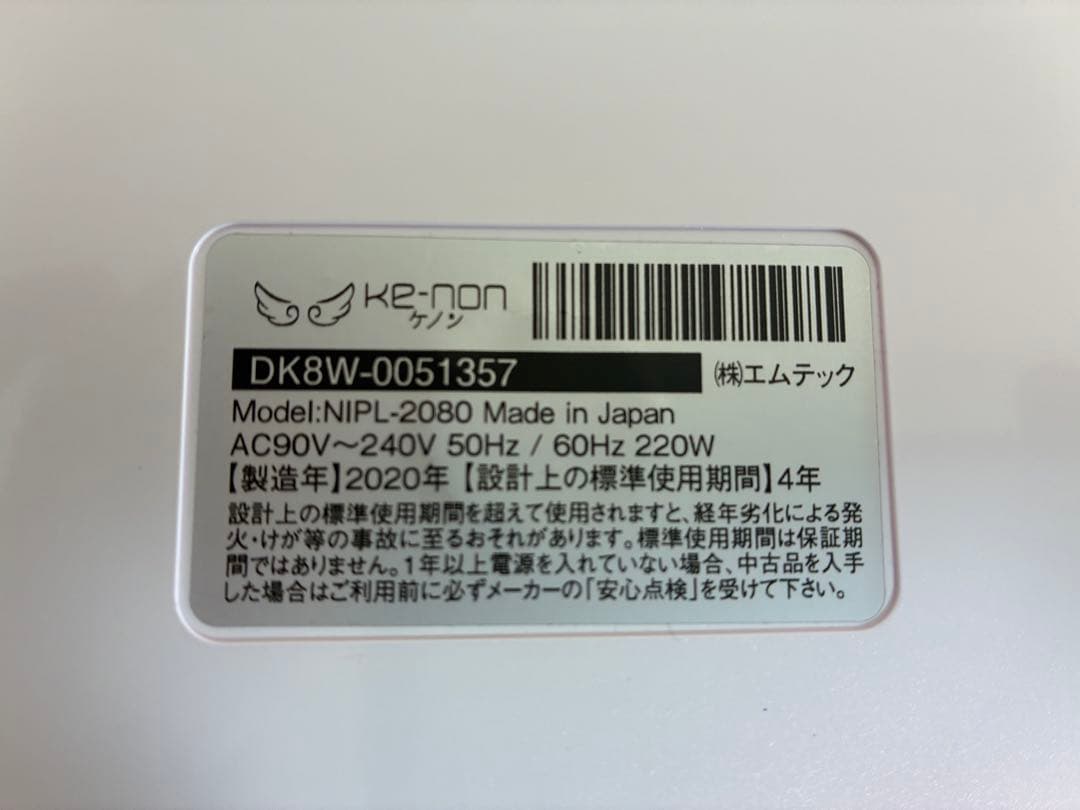 Ke-non
ケノン
DK8W-0051357 ㈱エムテック
Model:NIPL-2080 Made in Japan
AC90V～240V 50Hz / 60Hz 220W
【製造年】2020年【設計上の標準使用期間】4年
設計上の標準使用期間を超えて使用されますと、経年劣化による発
火・けが等の事故に至るおそれがあります。標準使用期間は保証期
間ではありません。1年以上電源を入れていない場合、中古品を入手
した場合はご利用前に必ずメーカーの「安心点検」を受けて下さい。